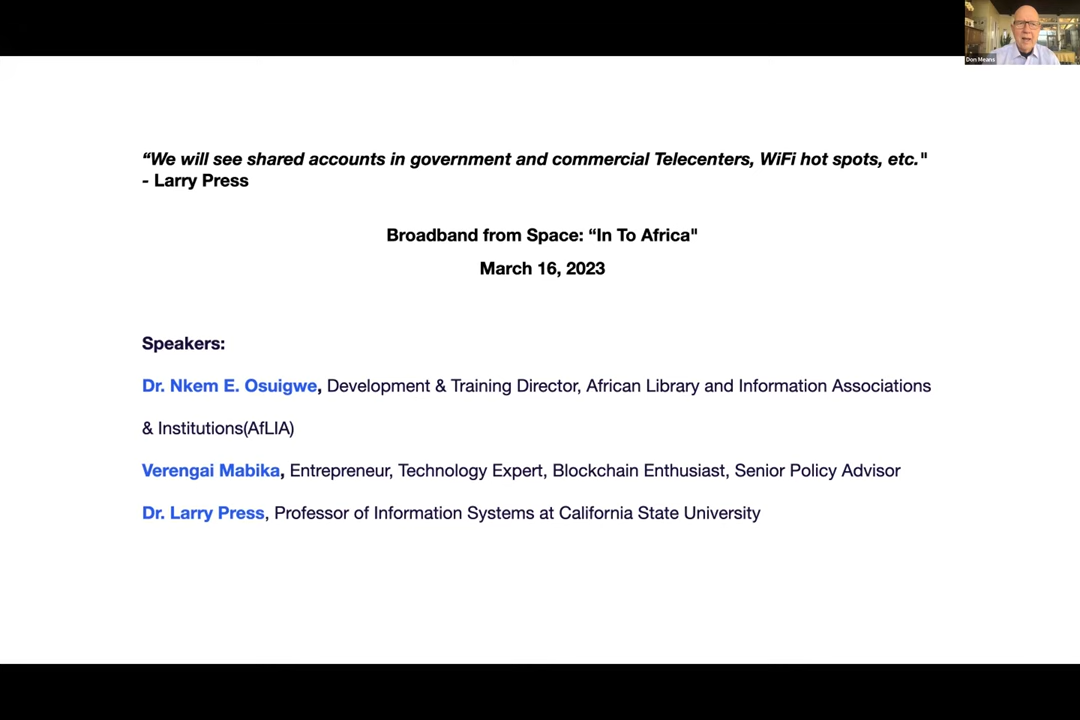 Don Means
“We will see shared accounts in government and commercial Telecenters, WiFi hot spots, etc."
- Larry Press
Broadband from Space: “In To Africa"
March 16, 2023
Speakers:
Dr. Nkem E. Osuigwe, Development & Training Director, African Library and Information Associations
& Institutions(AfLIA)
Verengai Mabika, Entrepreneur, Technology Expert, Blockchain Enthusiast, Senior Policy Advisor
Dr. Larry Press, Professor of Information Systems at California State University